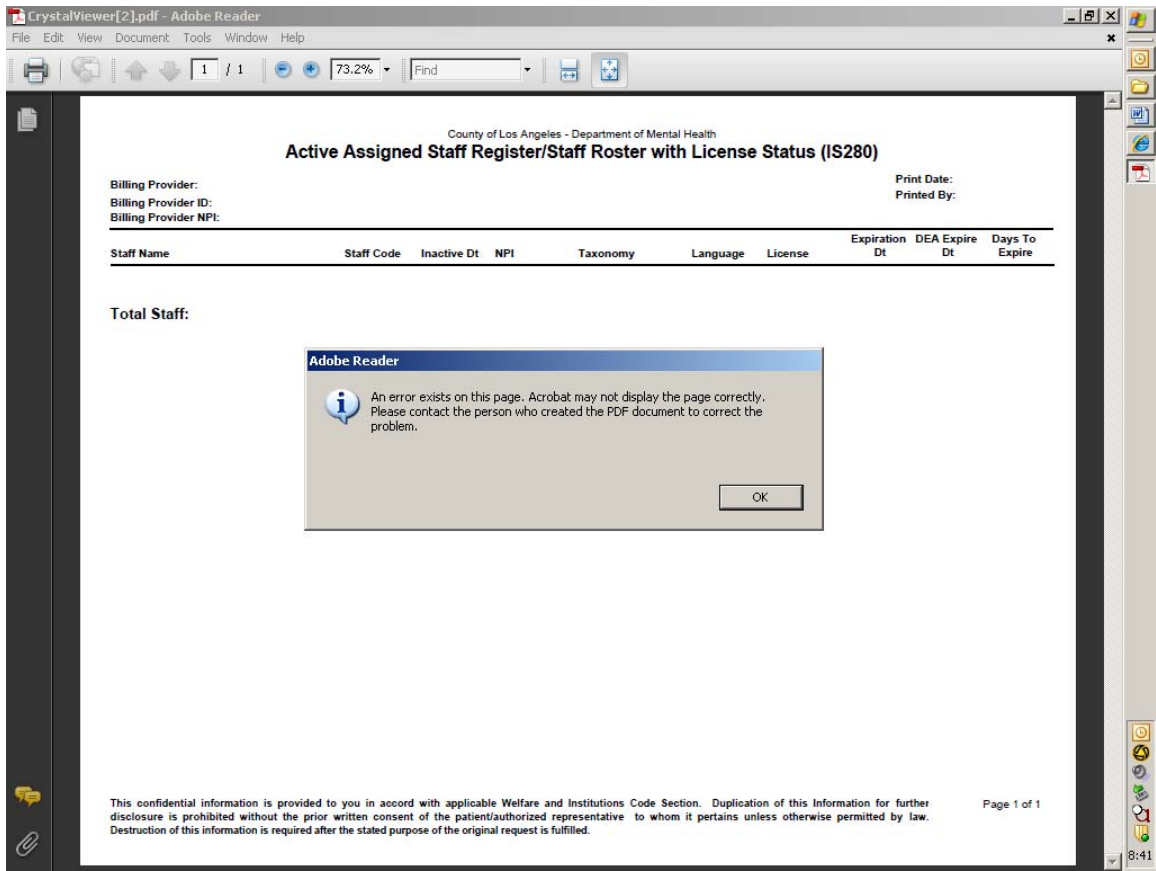 CrystalViewer[2].pdf - Adobe Reader
File Edit View Document Tools Window Help
1 / 1 73.2% Find
County of Los Angeles - Department of Mental Health
Active Assigned Staff Register/Staff Roster with License Status (IS280)
Billing Provider:
Print Date:
Billing Provider ID:
Printed By:
Billing Provider NPI:
Staff Name Staff Code Inactive Dt NPI Taxonomy Language License Expiration Dt DEA Expire Dt Days To Expire
Total Staff:
Adobe Reader
An error exists on this page. Acrobat may not display the page correctly.
Please contact the person who created the PDF document to correct the
problem.
OK
This confidential information is provided to you in accord with applicable Welfare and Institutions Code Section. Duplication of this Information for further
Page 1 of 1
disclosure is prohibited without the prior written consent of the patient/authorized representative to whom it pertains unless otherwise permitted by law.
Destruction of this information is required after the stated purpose of the original request is fulfilled.
8:41